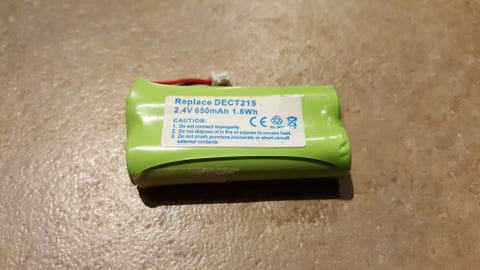 Replace DECT215
2.4V 650mAh 1.6Wh
CAUTION:
1. Do not connect improperly.
2. Do not dispose of in fire or expose to excess heat.
3. Do not crush,puncture,incinerate or short circuit
external contacts.
CE